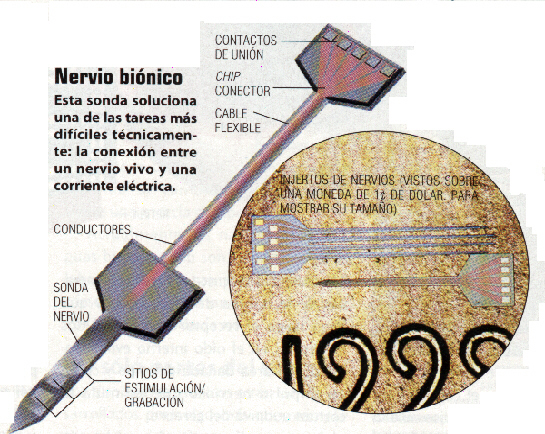 CONTACTOS
DE UNIÓN
CHIP
CONECTOR
CABLE
FLEXIBLE
Nervio biónico
Esta sonda soluciona
una de las tareas más
difíciles técnicamen-
te: la conexión entre
un nervio vivo y una
corriente eléctrica.
INJERTOS DE NERVIOS (VISTOS SOBRE
UNA MONEDA DE 1¢ DE DOLAR, PARA
MOSTRAR SU TAMAÑO)
CONDUCTORES
SONDA
DEL
NERVIO
SITIOS DE
ESTIMULACIÓN/
GRABACIÓN